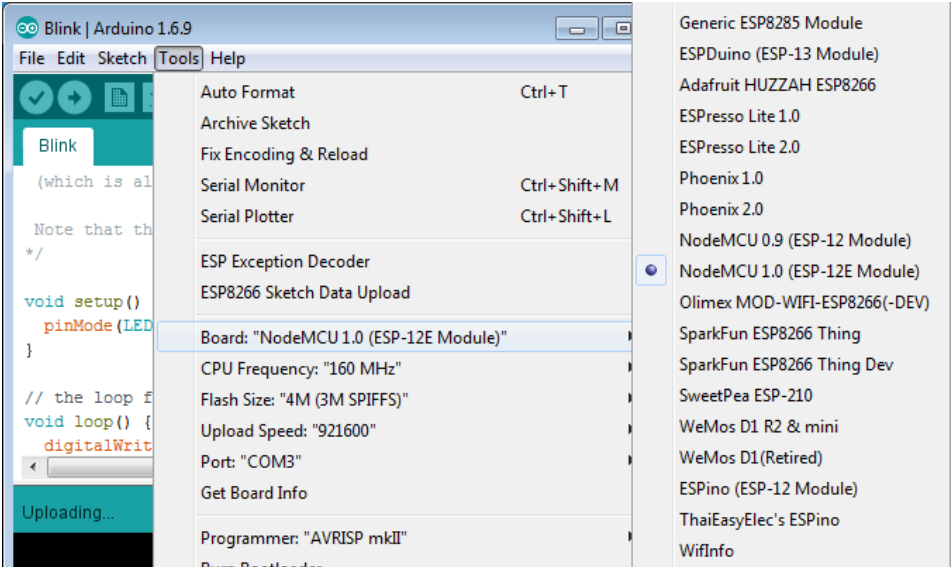 Blink | Arduino 1.6.9
File Edit Sketch Tools Help
Blink
(which is al
Note that th
*/
void setup()
pinMode(LED
}
// the loop f
void loop() {
digitalWrit
Uploading...
Auto Format Ctrl+T
Archive Sketch
Fix Encoding & Reload
Serial Monitor Ctrl+Shift+M
Serial Plotter Ctrl+Shift+L
ESP Exception Decoder
ESP8266 Sketch Data Upload
Board: "NodeMCU 1.0 (ESP-12E Module)"
CPU Frequency: "160 MHz"
Flash Size: "4M (3M SPIFFS)"
Upload Speed: "921600"
Port: "COM3"
Get Board Info
Programmer: "AVRISP mkII"
Generic ESP8285 Module
ESPDuino (ESP-13 Module)
Adafruit HUZZAH ESP8266
ESPresso Lite 1.0
ESPresso Lite 2.0
Phoenix 1.0
Phoenix 2.0
NodeMCU 0.9 (ESP-12 Module)
NodeMCU 1.0 (ESP-12E Module)
Olimex MOD-WIFI-ESP8266(-DEV)
SparkFun ESP8266 Thing
SparkFun ESP8266 Thing Dev
SweetPea ESP-210
WeMos D1 R2 & mini
WeMos D1(Retired)
ESPino (ESP-12 Module)
ThaiEasyElec's ESPino
WifInfo